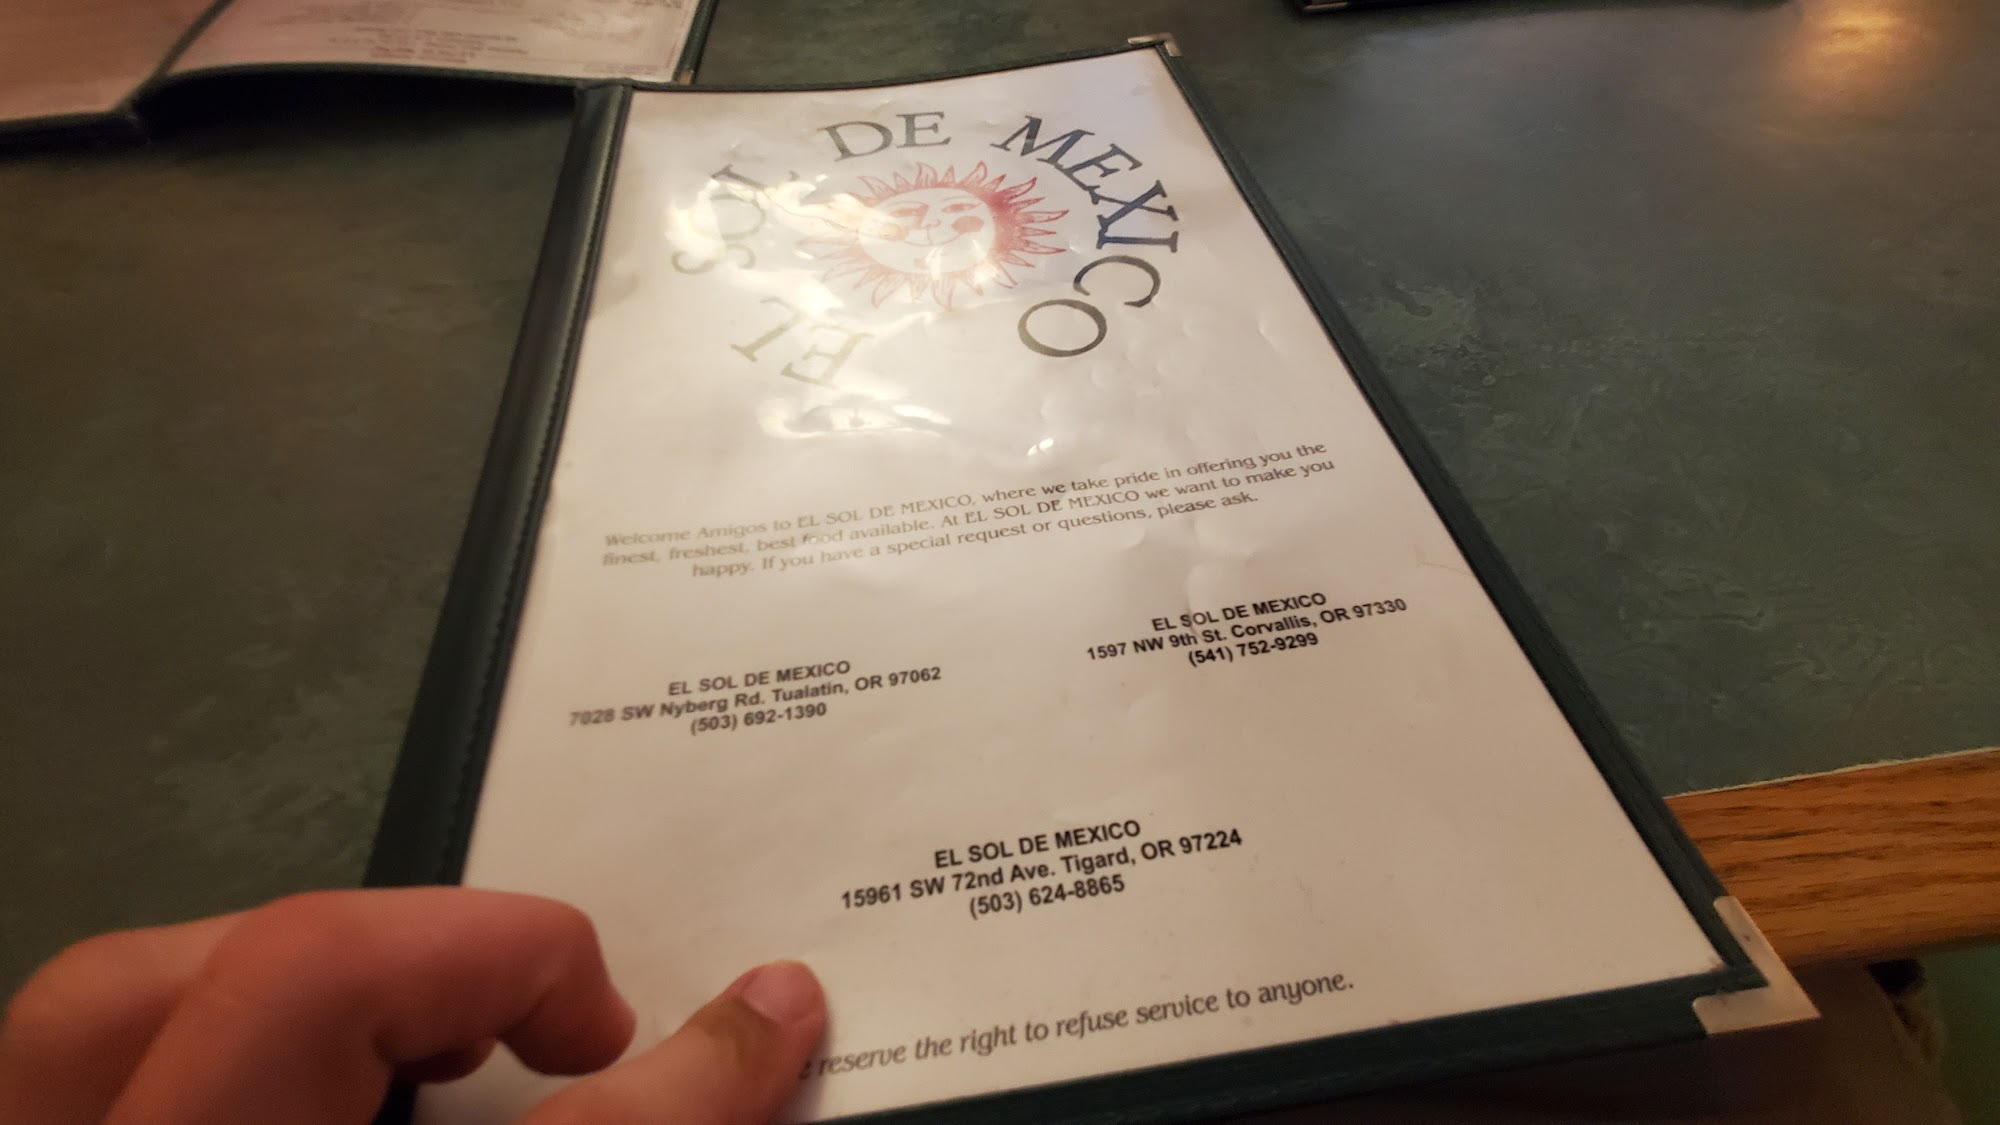 EL SOL DE MEXICO
Welcome Amigos to EL SOL DE MEXICO, where we take pride in offering you the
finest, freshest, best food available. At EL SOL DE MEXICO we want to make you
happy. If you have a special request or questions, please ask.
EL SOL DE MEXICO
1597 NW 9th St. Corvallis, OR 97330
(541) 752-9299
EL SOL DE MEXICO
7028 SW Nyberg Rd. Tualatin, OR 97062
(503) 692-1390
EL SOL DE MEXICO
15961 SW 72nd Ave. Tigard, OR 97224
(503) 624-8865
reserve the right to refuse service to anyone.